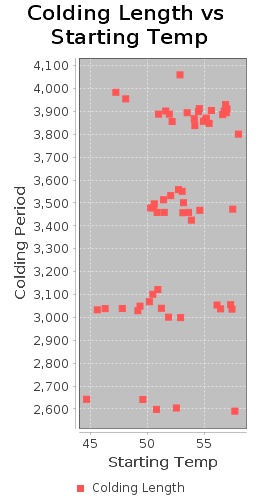 Colding Length vs
Starting Temp
4,100
4,000
3,900
3,800
3,700
3,600
3,500
3,400
3,300
3,200
3,100
3,000
2,900
2,800
2,700
2,600
Colding Period
45 50 55
Starting Temp
Colding Length